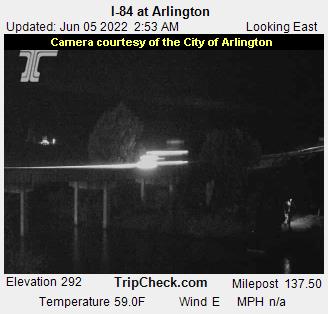 I-84 at Arlington
Updated: Jun 05 2022 2:53 AM Looking East
Camera courtesy of the City of Arlington
Elevation 292 TripCheck.com Milepost 137.50
Temperature 59.0F Wind E MPH n/a